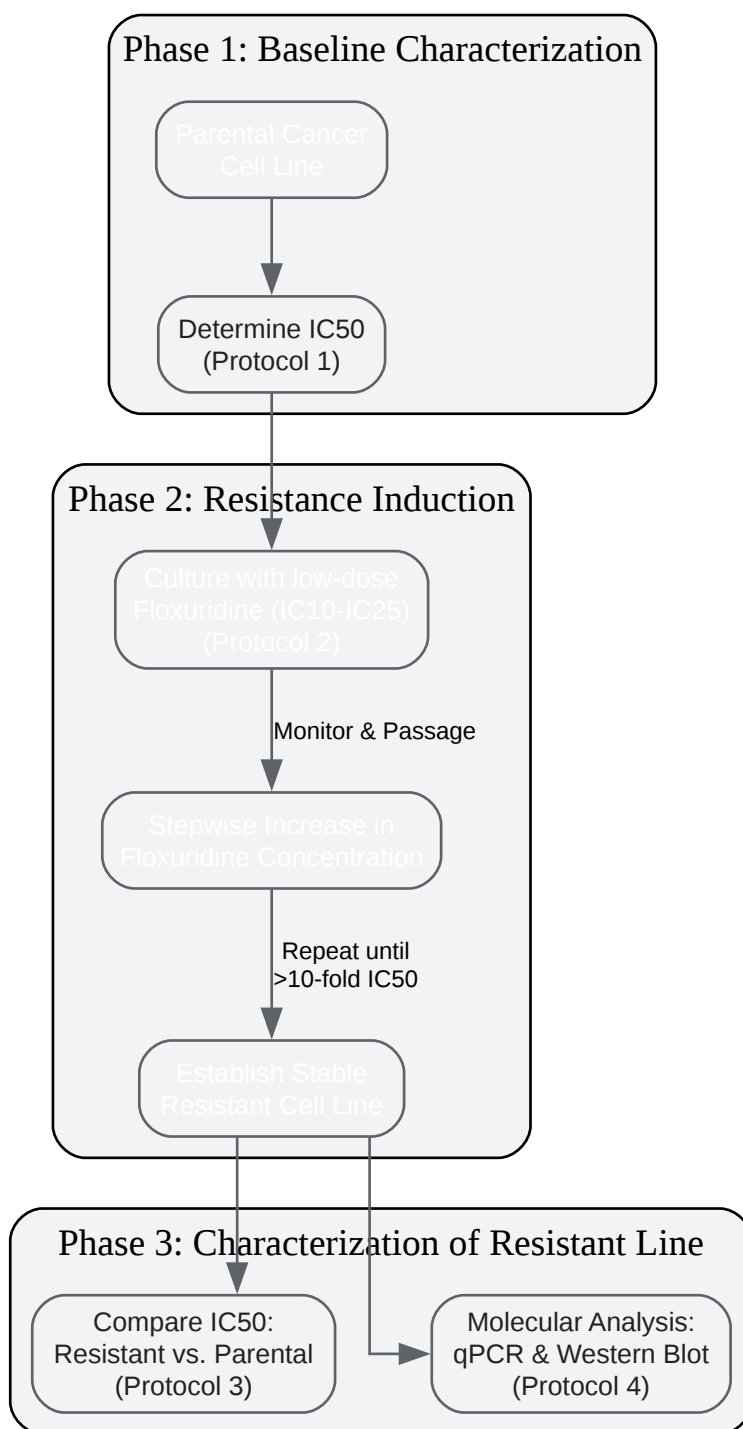 Phase 1: Baseline Characterization
Parental Cancer
Cell Line
Determine IC50
(Protocol 1)
Phase 2: Resistance Induction
Culture with low-dose
Floxuridine (IC10-IC25)
(Protocol 2)
Monitor & Passage
Stepwise Increase in
Floxuridine Concentration
Repeat until
>10-fold IC50
Establish Stable
Resistant Cell Line
Phase 3: Characterization of Resistant Line
Compare IC50:
Resistant vs. Parental
(Protocol 3)
Molecular Analysis:
qPCR & Western Blot
(Protocol 4)